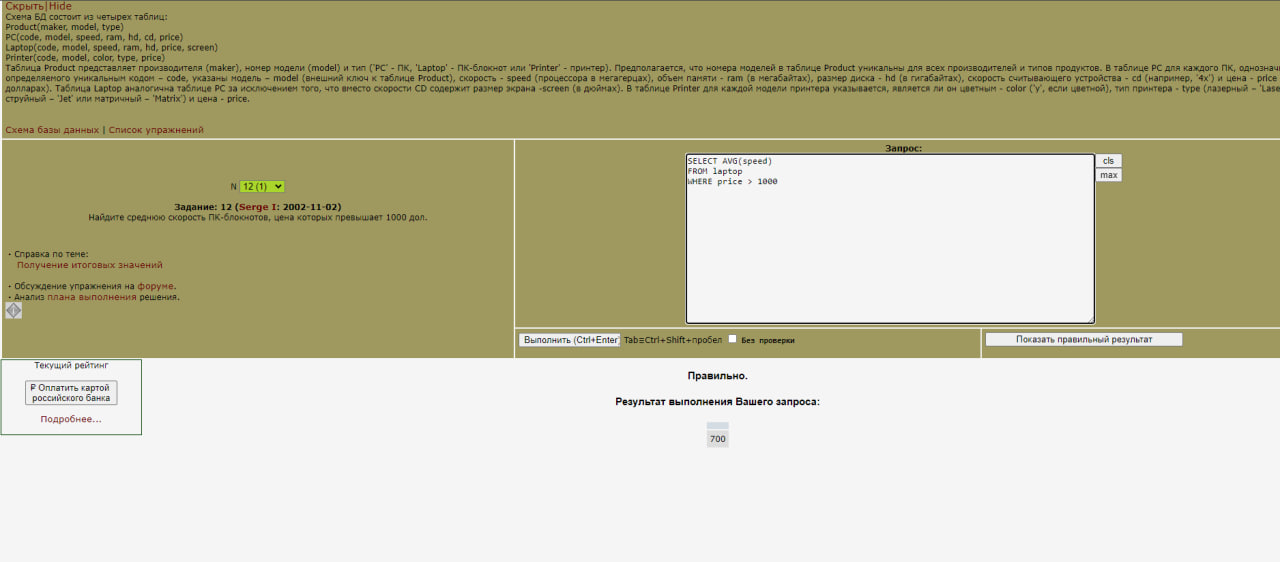 Скрыть|Hide
Схема БД состоит из четырех таблиц:
Product(maker, model, type)
PC(code, model, speed, ram, hd, cd, price)
Laptop(code, model, speed, ram, hd, price, screen)
Printer(code, model, color, type, price)
Таблица Product представляет производителя (maker), номер модели (model) и тип ('PC' - ПК, 'Laptop' - ПК-блокнот или 'Printer' - принтер). Предполагается, что номера моделей в таблице Product уникальны для всех производителей и типов продуктов. В таблице PC для каждого ПК, однознач
определяемого уникальным кодом – code, указаны модель – model (внешний ключ к таблице Product), скорость - speed (процессора в мегагерцах), объем памяти - ram (в мегабайтах), размер диска - hd (в гигабайтах), скорость считывающего устройства - cd (например, '4x') и цена - price
долларах). Таблица Laptop аналогична таблице PC за исключением того, что вместо скорости CD содержит размер экрана -screen (в дюймах). В таблице Printer для каждой модели принтера указывается, является ли он цветным - color ('y', если цветной), тип принтера - type (лазерный – 'Lase
струйный – 'Jet' или матричный – 'Matrix') и цена - price.
Схема базы данных | Список упражнений
N 12 (1)
Задание: 12 (Serge I: 2002-11-02)
Найдите среднюю скорость ПК-блокнотов, цена которых превышает 1000 дол.
· Справка по теме:
Получение итоговых значений
· Обсуждение упражнения на форуме.
· Анализ плана выполнения решения.
Запрос:
SELECT AVG(speed)
FROM laptop
WHERE price > 1000
cls
max
Выполнить (Ctrl+Enter) Tab≡Ctrl+Shift+пробел Без проверки
Показать правильный результат
Текущий рейтинг
₽ Оплатить картой
российского банка
Подробнее...
Правильно.
Результат выполнения Вашего запроса:
700